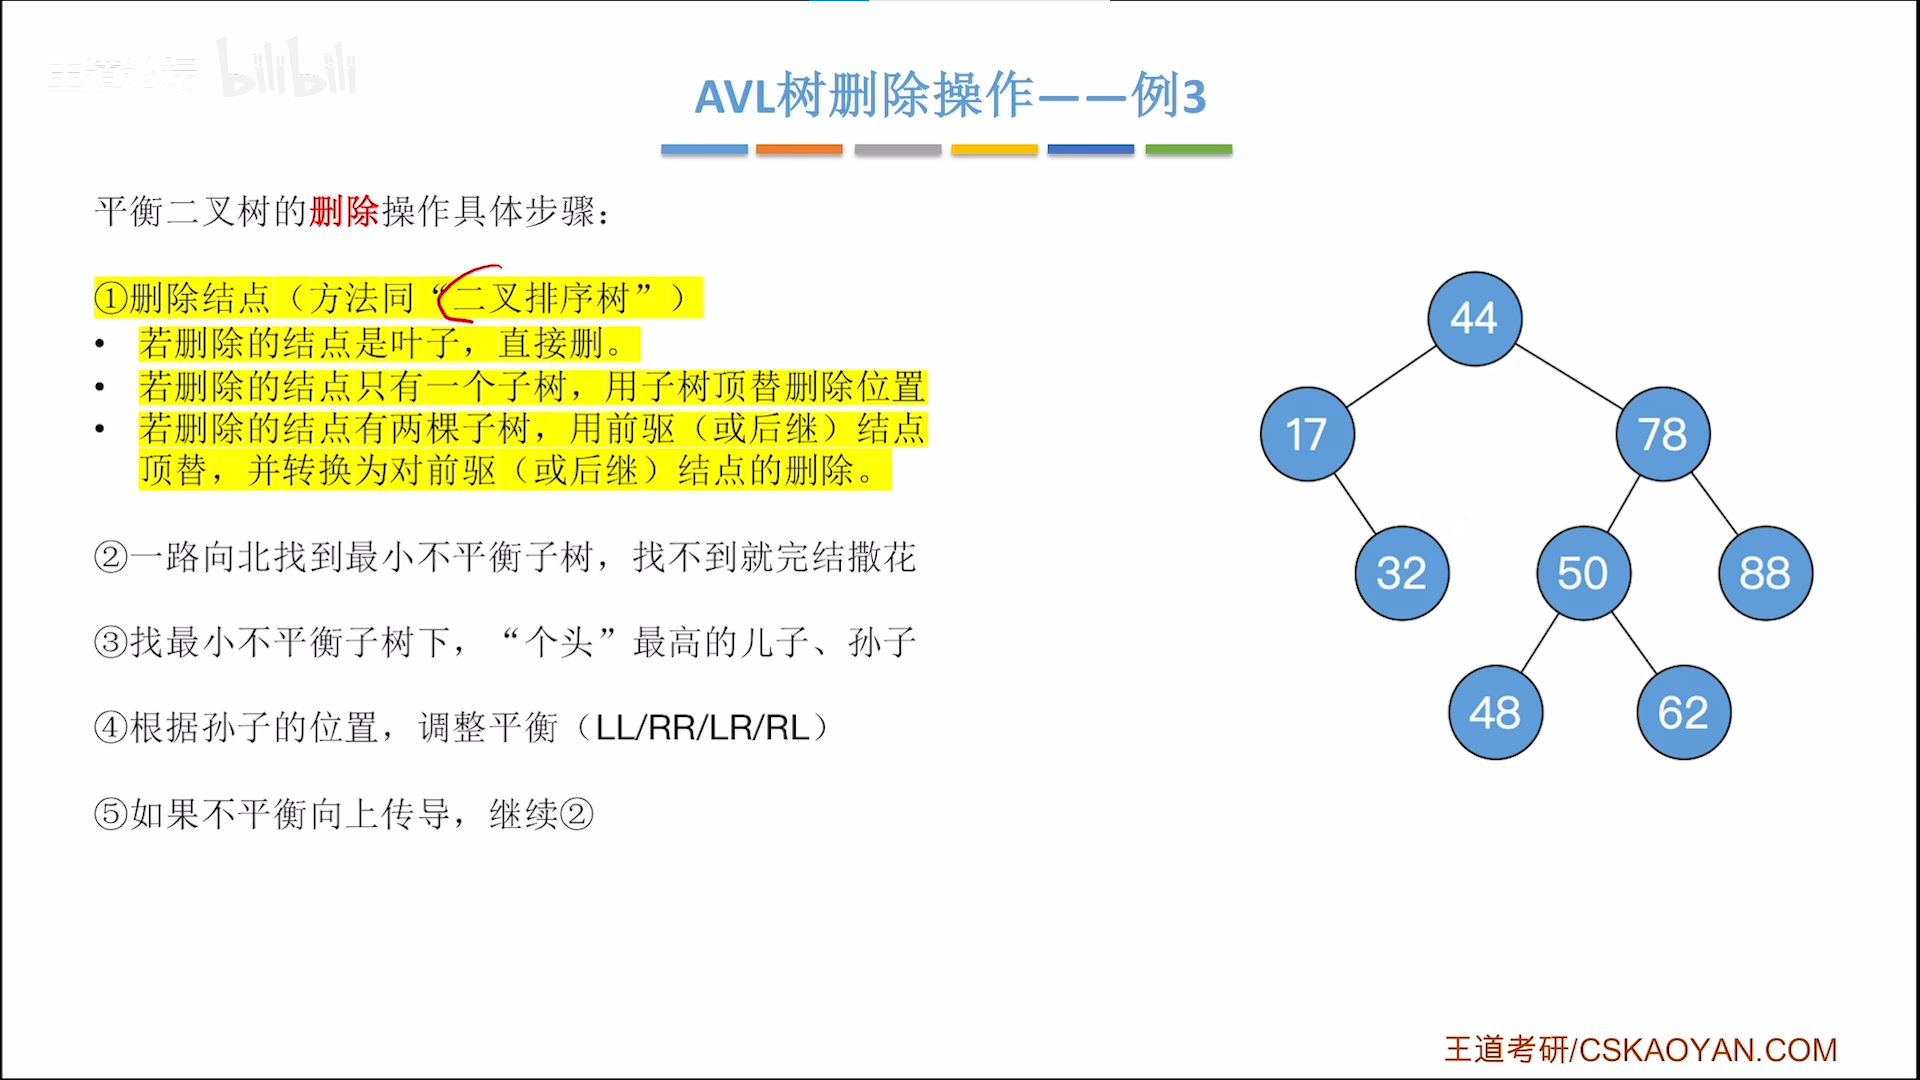 王道论坛 bilibili
AVL树删除操作——例3
平衡二叉树的删除操作具体步骤：
①删除结点（方法同“二叉排序树”）
• 若删除的结点是叶子，直接删。
• 若删除的结点只有一个子树，用子树顶替删除位置
• 若删除的结点有两棵子树，用前驱（或后继）结点
顶替，并转换为对前驱（或后继）结点的删除。
②一路向北找到最小不平衡子树，找不到就完结撒花
③找最小不平衡子树下，“个头”最高的儿子、孙子
④根据孙子的位置，调整平衡（LL/RR/LR/RL）
⑤如果不平衡向上传导，继续②
44
17
78
32
50
88
48
62
王道考研/CSKAOYAN.COM